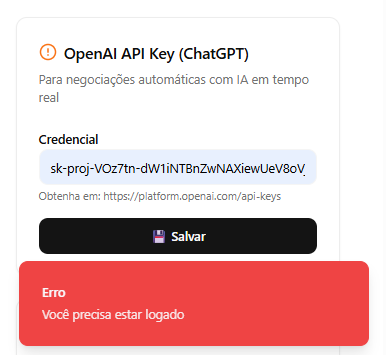 OpenAI API Key (ChatGPT)
Para negociações automáticas com IA em tempo
real
Credencial
sk-proj-VOz7tn-dW1iNTBnZwNAXiewUeV8oV
Obtenha em: https://platform.openai.com/api-keys
Salvar
Erro
Você precisa estar logado